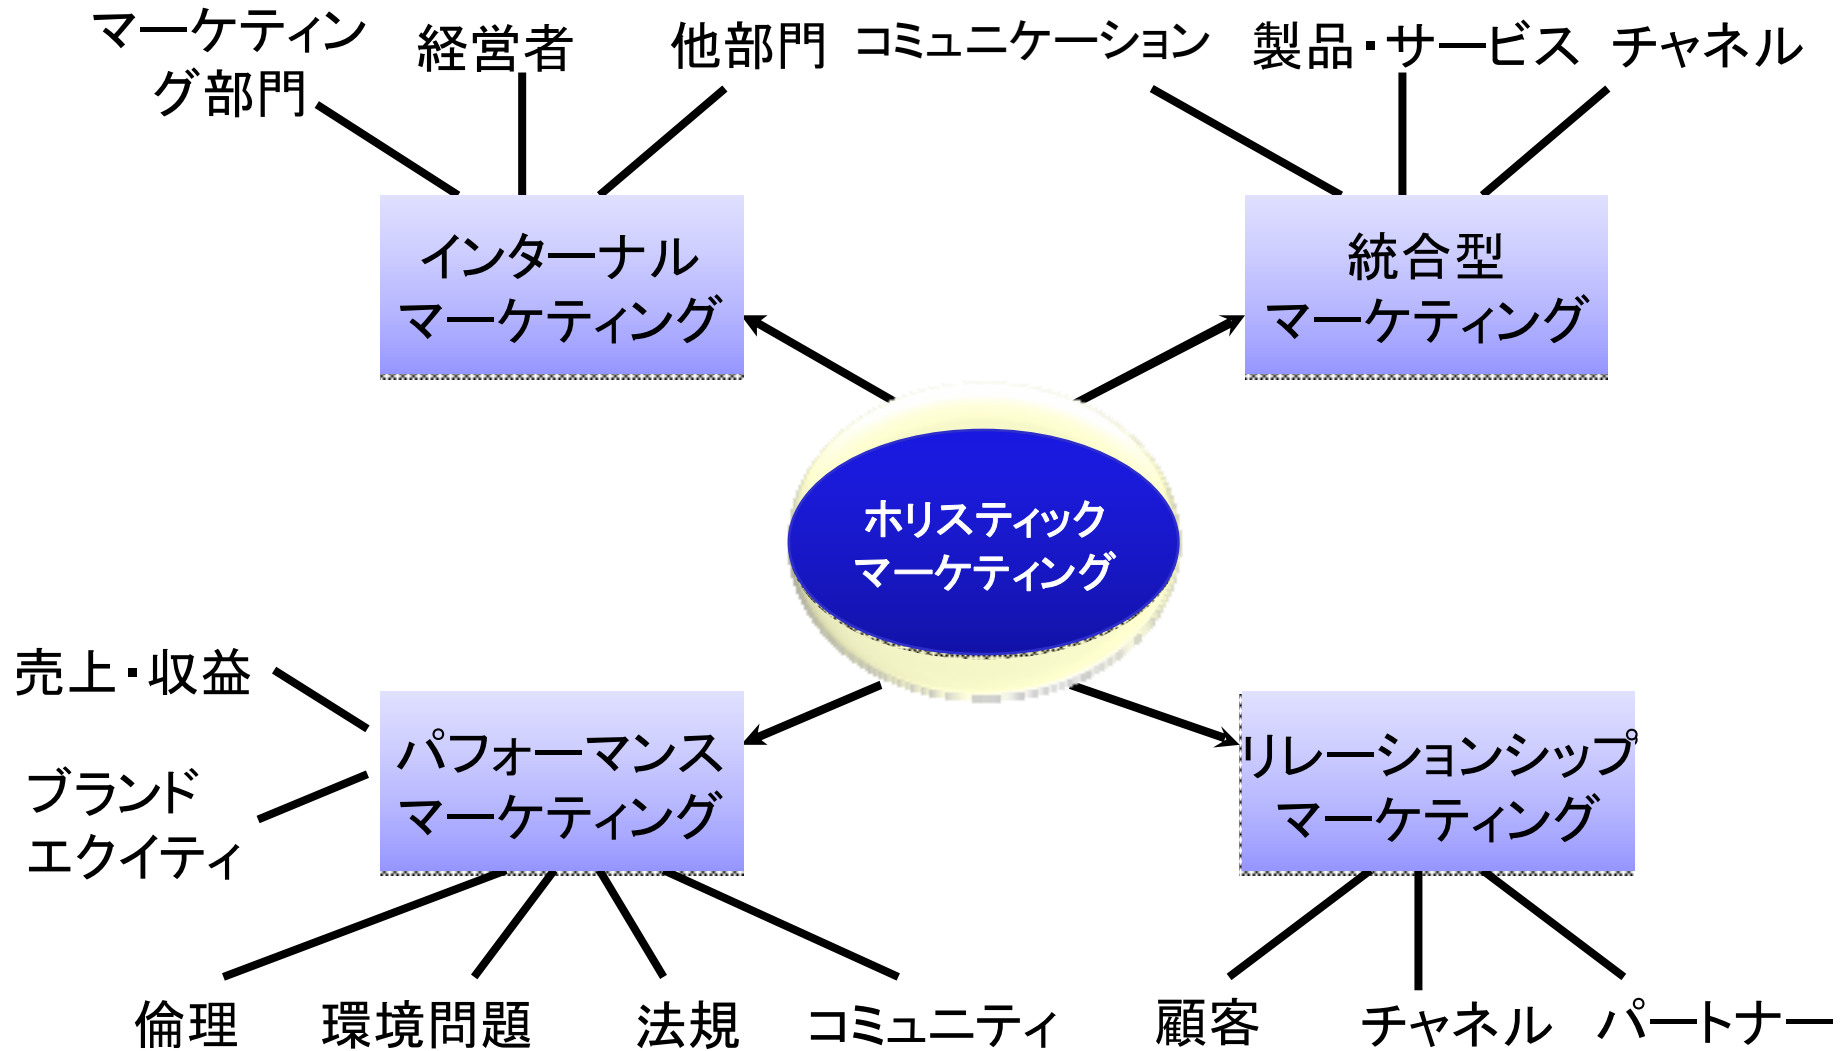 マーケティン
グ部門
経営者
他部門
コミュニケーション
製品・サービス
チャネル
インターナル
マーケティング
統合型
マーケティング
ホリスティック
マーケティング
売上・収益
ブランド
エクイティ
パフォーマンス
マーケティング
リレーションシップ
マーケティング
倫理
環境問題
法規
コミュニティ
顧客
チャネル
パートナー